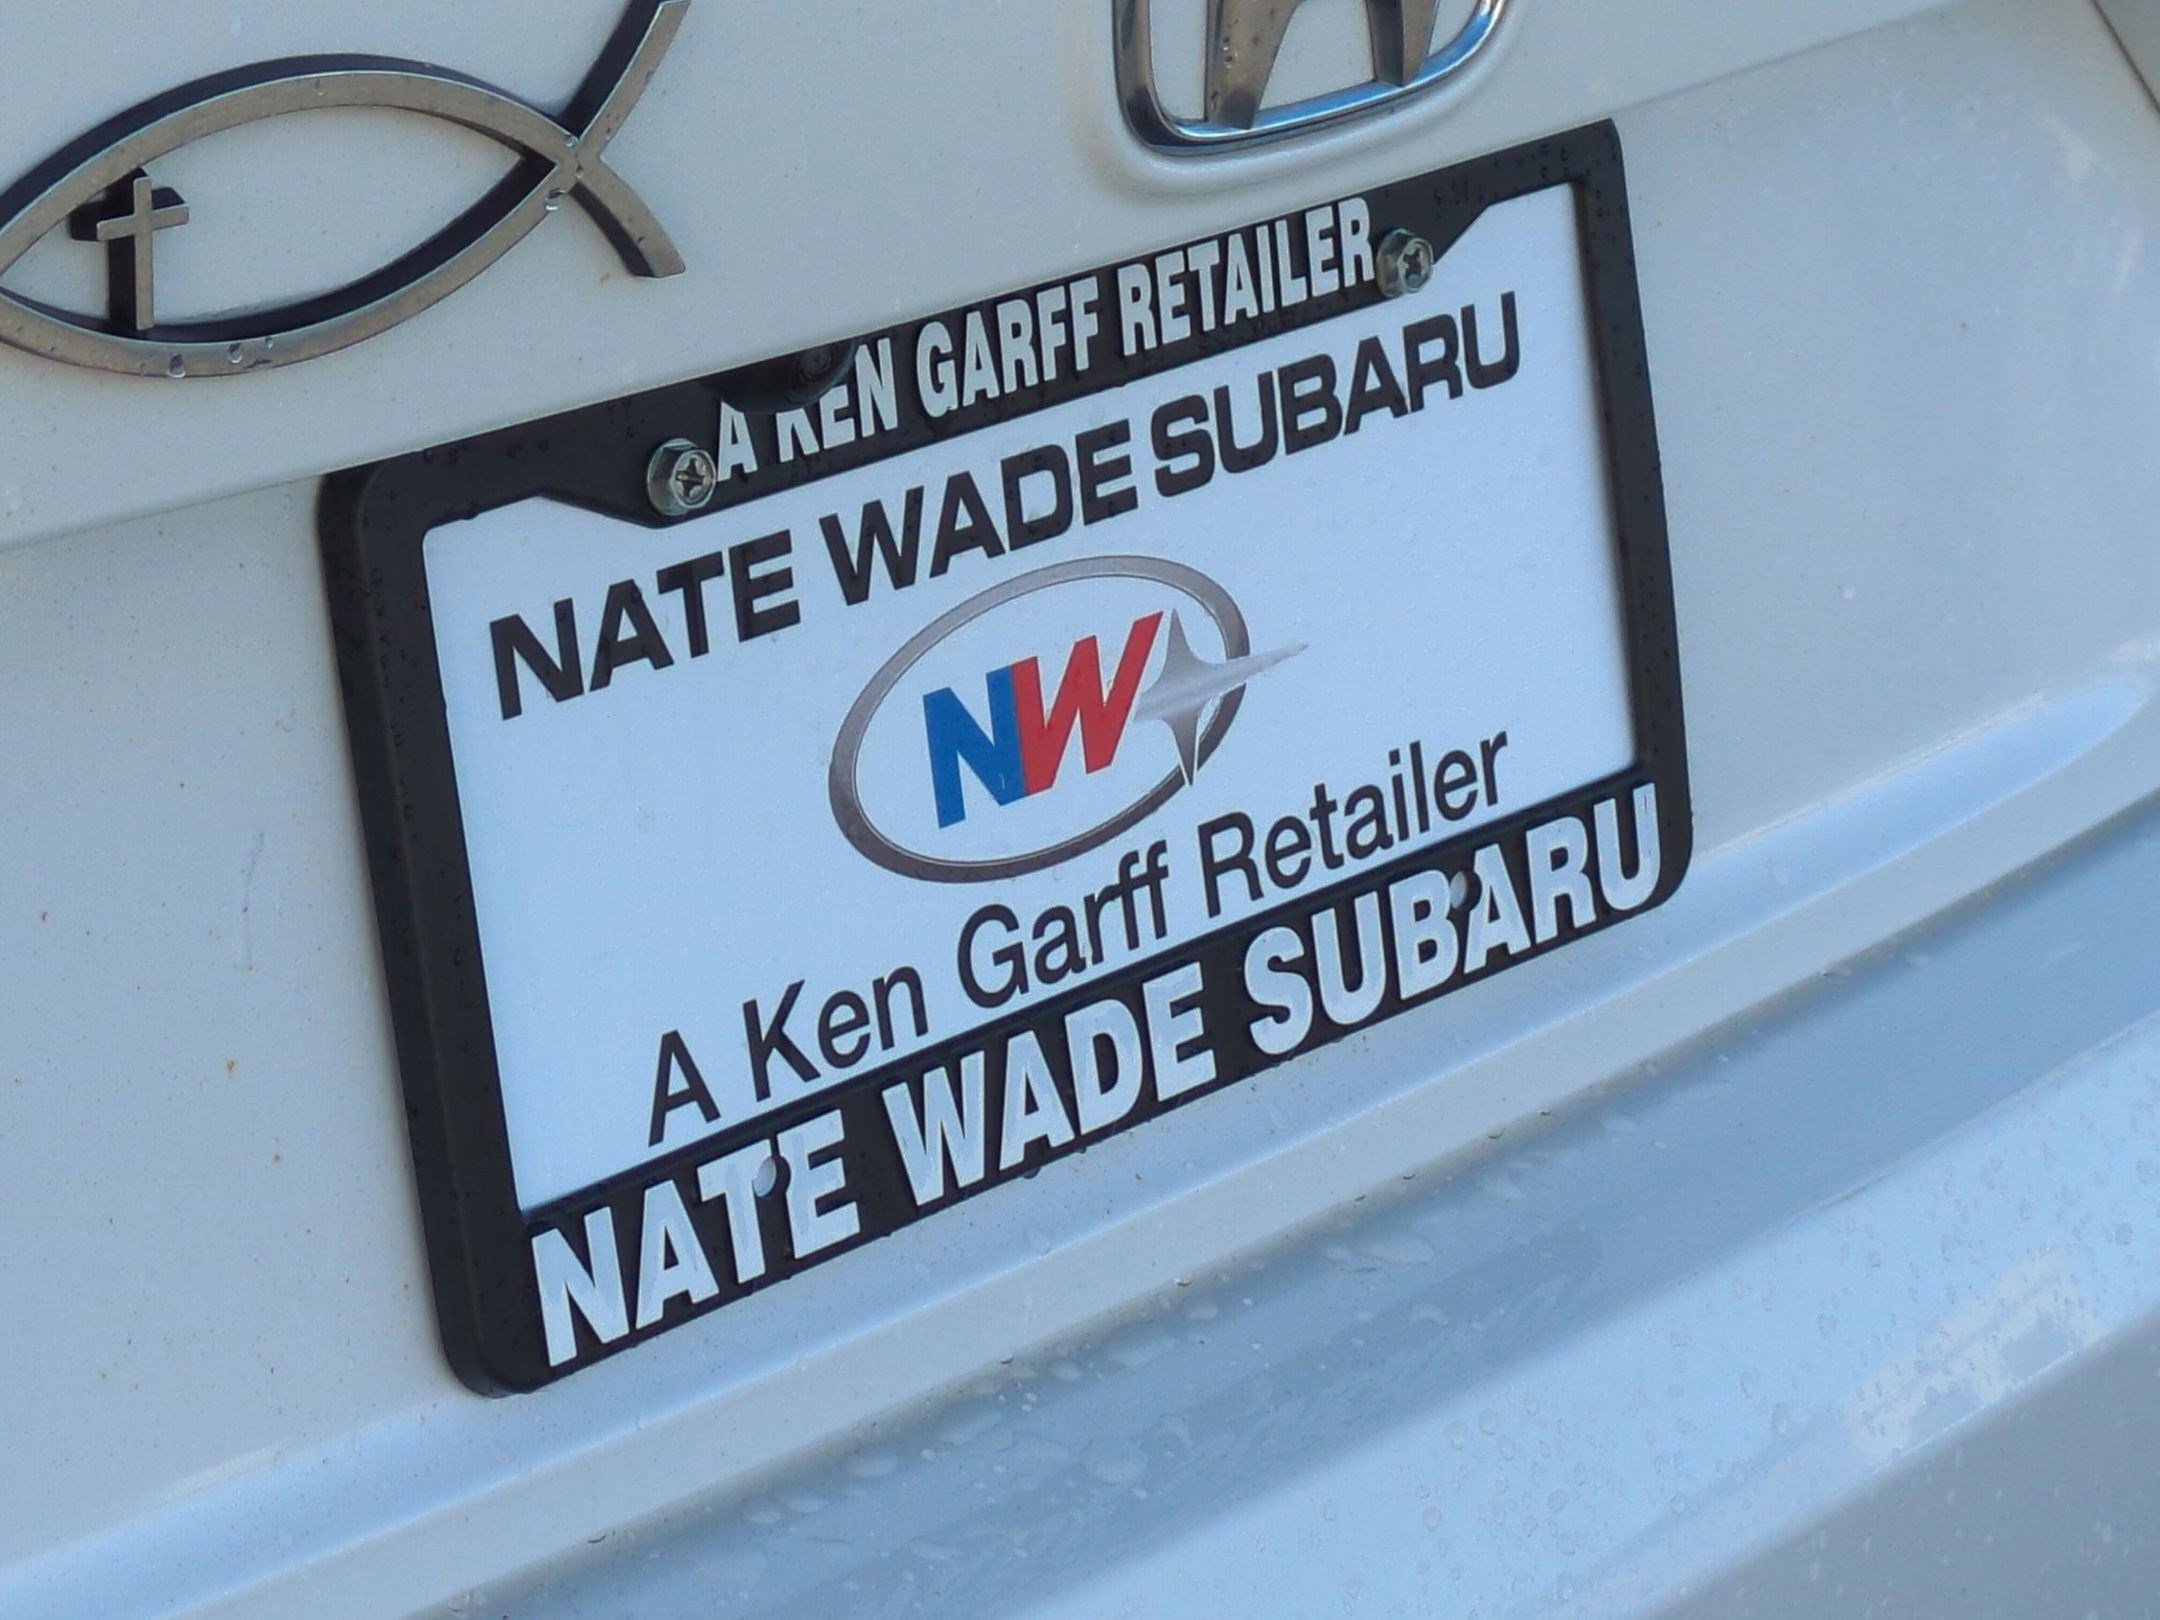 A KEN GARFF RETAILER
NATE WADE SUBARU
NW
A Ken Garff Retailer
NATE WADE SUBARU